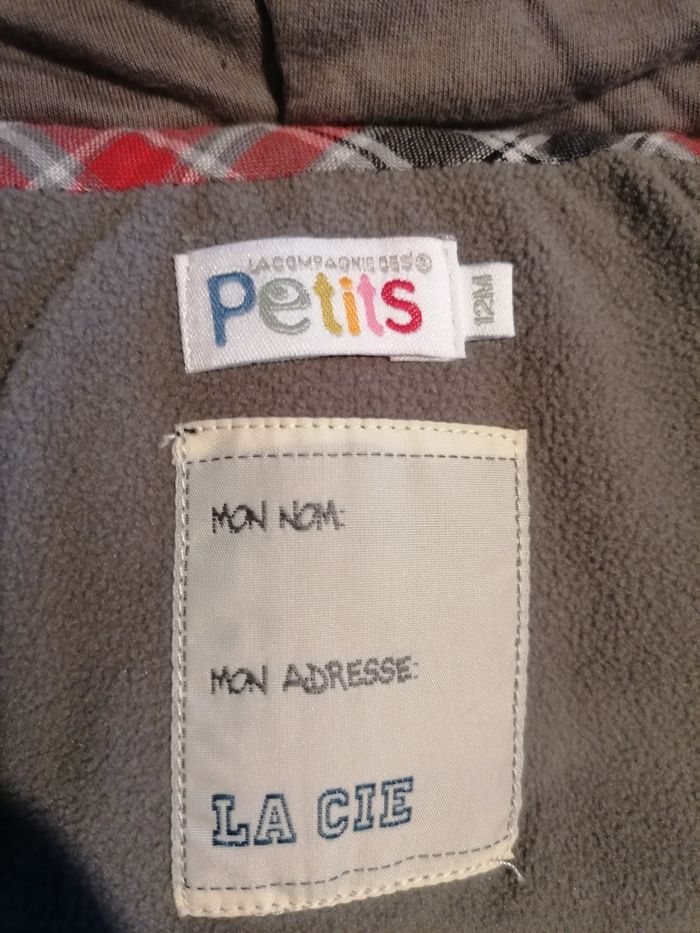 LA COMPAGNIE DES®
Petits
12M
MON NOM:
MON ADRESSE:
LA CIE